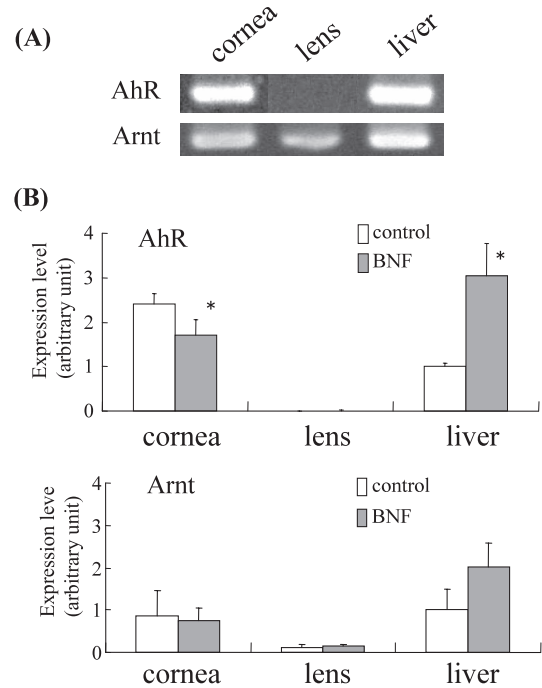 (A)
cornea lens liver
AhR
Arnt
(B)
AhR
control
BNF
Expression level
(arbitrary unit)
4
3
2
1
0
*
*
cornea lens liver
Arnt
control
BNF
Expression leve
(arbitrary unit)
4
3
2
1
0
cornea lens liver